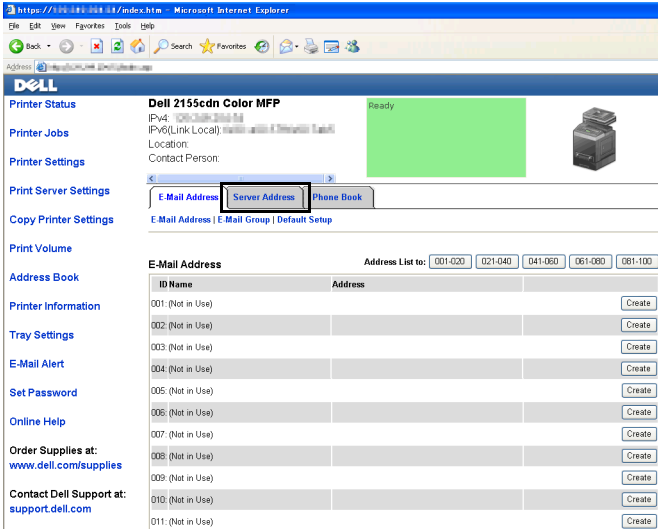 https://          /index.htm - Microsoft Internet Explorer
File Edit View Favorites Tools Help
Back Search Favorites
Address
DELL
Printer Status
Printer Jobs
Printer Settings
Print Server Settings
Copy Printer Settings
Print Volume
Address Book
Printer Information
Tray Settings
E-Mail Alert
Set Password
Online Help
Order Supplies at:
www.dell.com/supplies
Contact Dell Support at:
support.dell.com
Dell 2155cdn Color MFP
IPv4:
IPv6(Link Local):
Location:
Contact Person:
Ready
E-Mail Address Server Address Phone Book
E-Mail Address | E-Mail Group | Default Setup
E-Mail Address Address List to: 001-020 021-040 041-060 061-080 081-100
ID Name Address
001: (Not in Use) Create
002: (Not in Use) Create
003: (Not in Use) Create
004: (Not in Use) Create
005: (Not in Use) Create
006: (Not in Use) Create
007: (Not in Use) Create
008: (Not in Use) Create
009: (Not in Use) Create
010: (Not in Use) Create
011: (Not in Use) Create